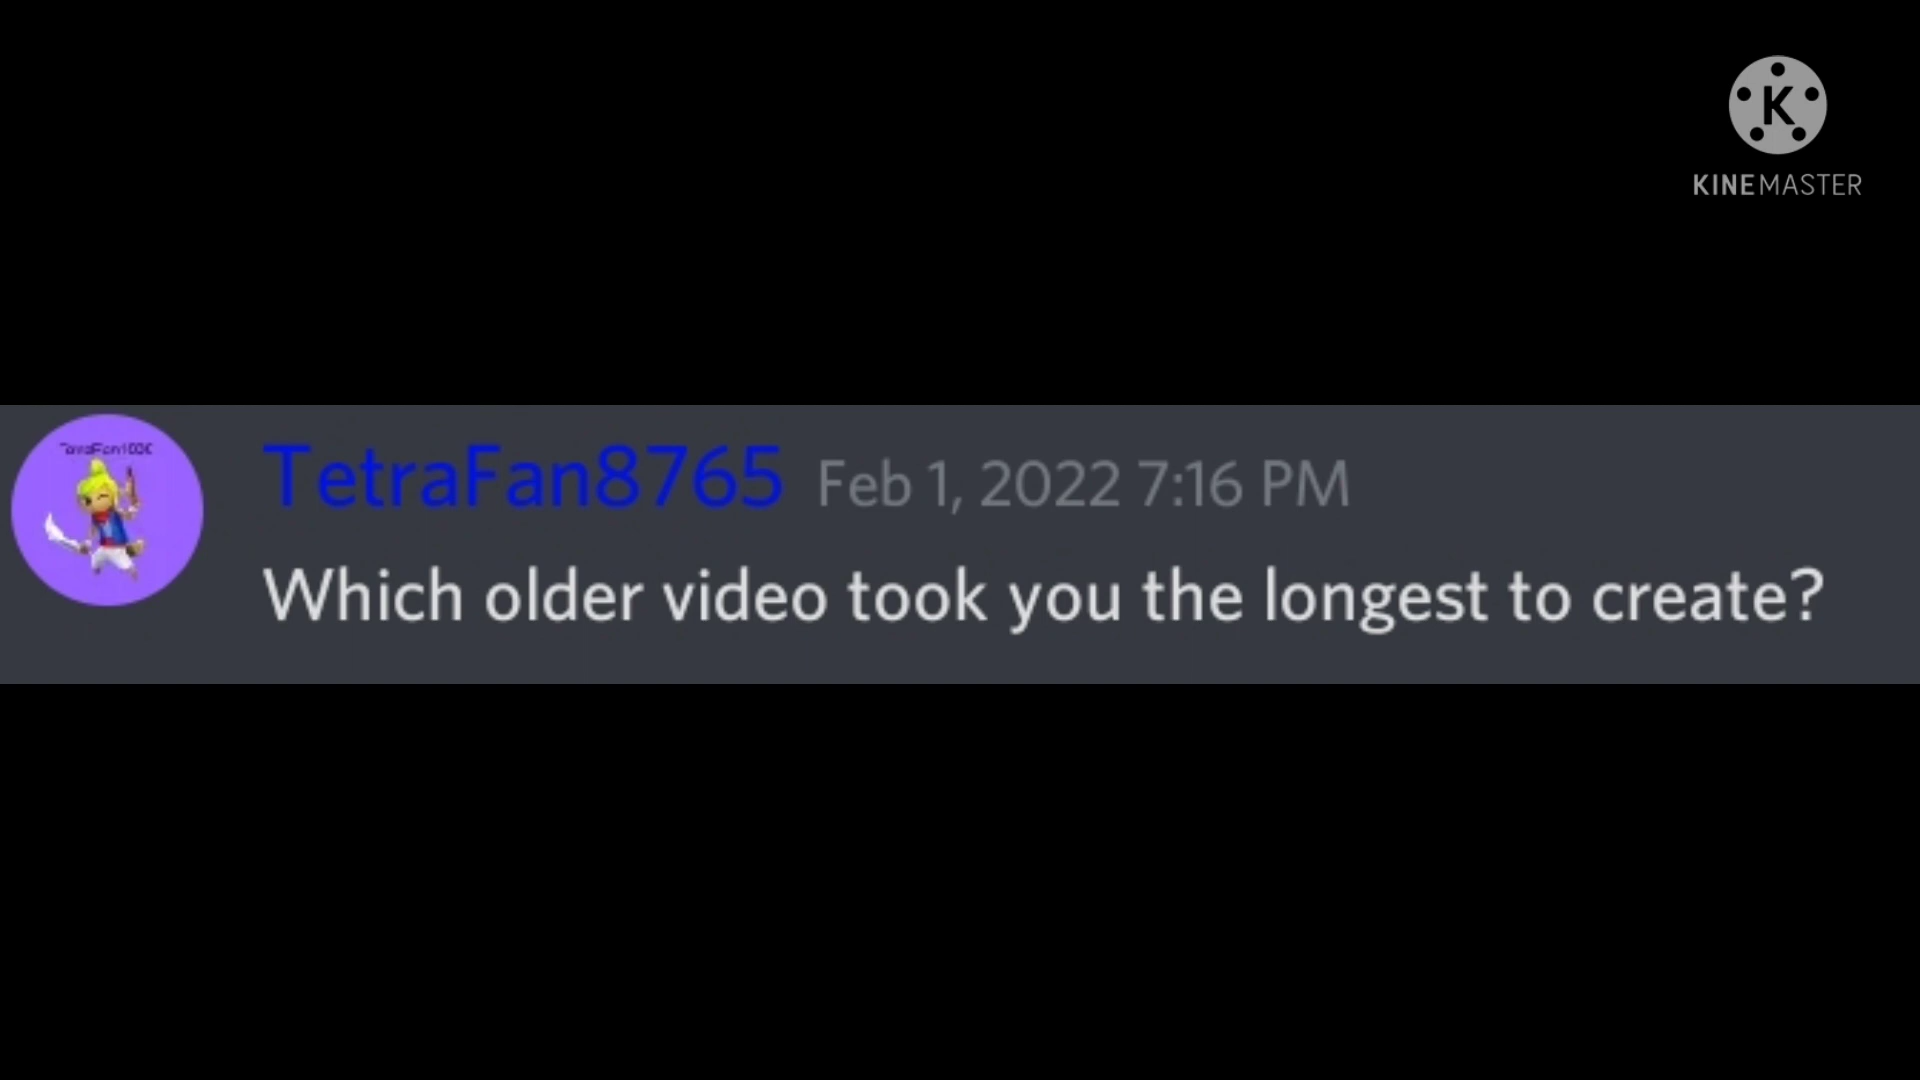 K
KINEMASTER
TetraFan8765 Feb 1, 2022 7:16 PM
Which older video took you the longest to create?